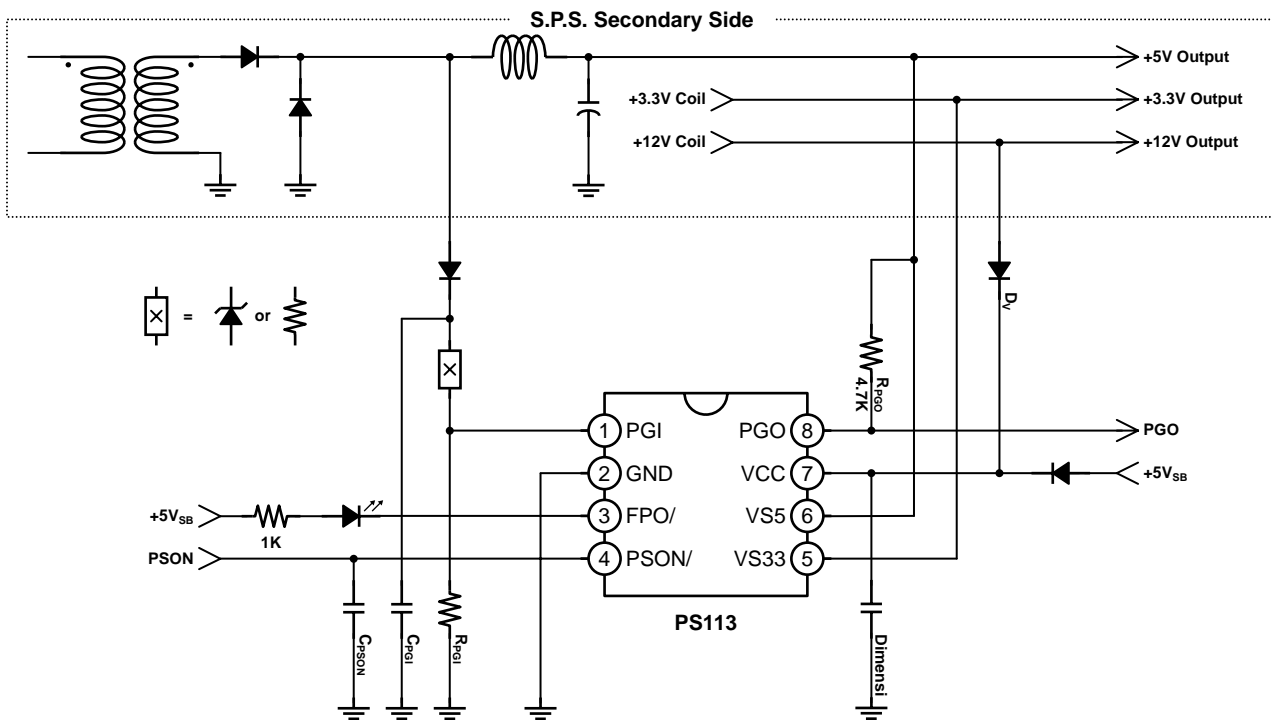 S.P.S. Secondary Side
+5V Output
+3.3V Coil
+3.3V Output
+12V Coil
+12V Output
DV
X
=
or
X
RPGO
4.7K
1 PGI
PGO 8
PGO
2 GND
VCC 7
+5VSB
+5VSB
1K
3 FPO/
VS5 6
PSON
4 PSON/
VS33 5
PS113
CPSON
CPGI
RPGI
Dimensi